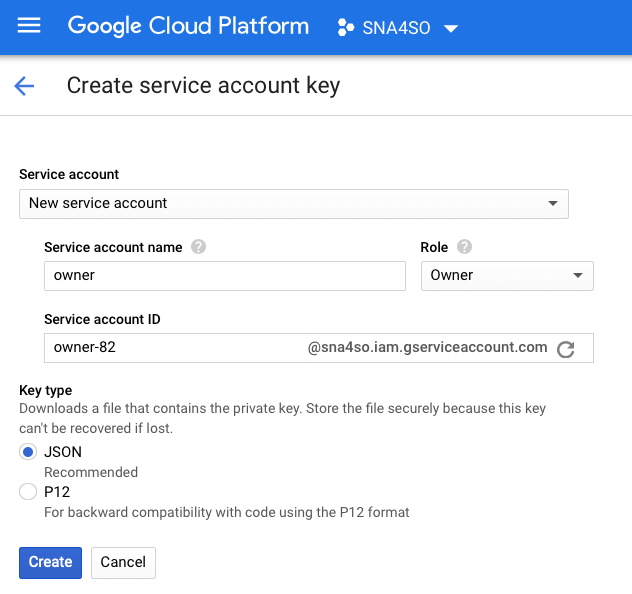 Google Cloud Platform SNA4SO
Create service account key
Service account
New service account
Service account name ? Role ?
owner Owner
Service account ID
owner-82 @sna4so.iam.gserviceaccount.com
Key type
Downloads a file that contains the private key. Store the file securely because this key
can't be recovered if lost.
JSON
Recommended
P12
For backward compatibility with code using the P12 format
Create Cancel